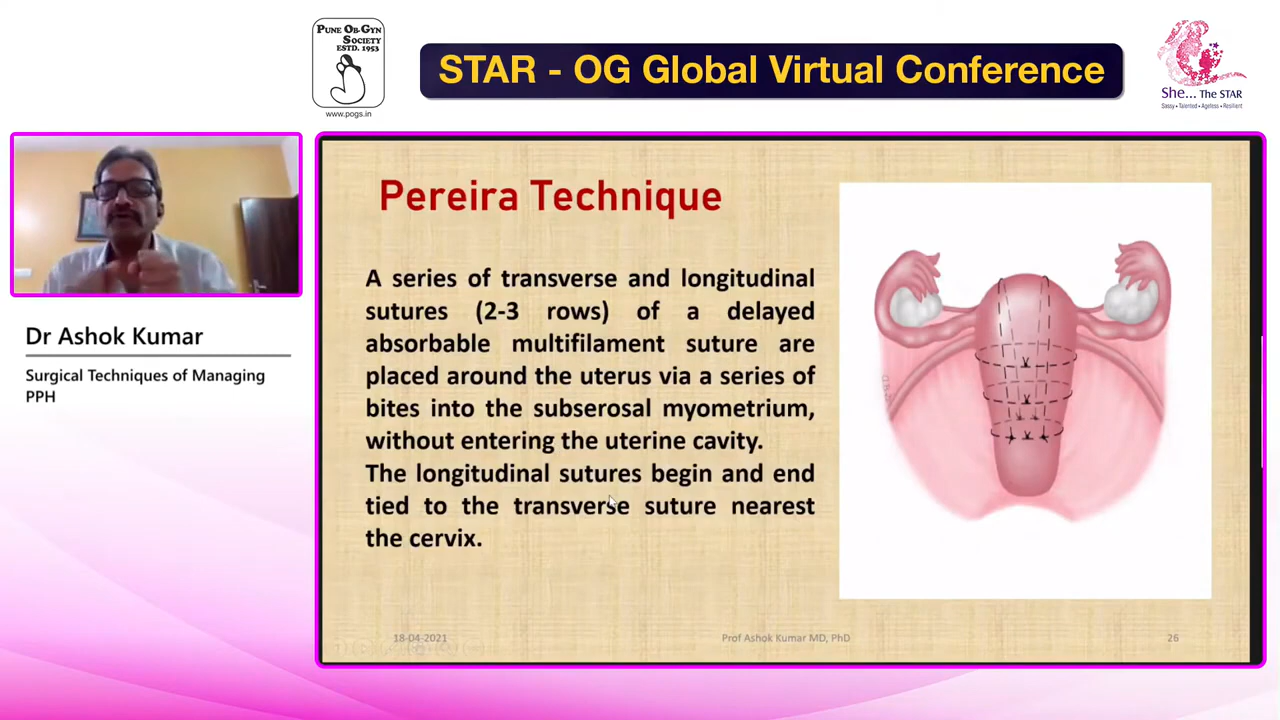 PUNE OB-GYN
SOCIETY
ESTD. 1953
www.pogs.in
STAR - OG Global Virtual Conference
She... The STAR
Sassy • Talented • Ageless • Resilient
Dr Ashok Kumar
Surgical Techniques of Managing
PPH
Pereira Technique
A series of transverse and longitudinal
sutures (2-3 rows) of a delayed
absorbable multifilament suture are
placed around the uterus via a series of
bites into the subserosal myometrium,
without entering the uterine cavity.
The longitudinal sutures begin and end
tied to the transverse suture nearest
the cervix.
18-04-2021
Prof Ashok Kumar MD, PhD
26